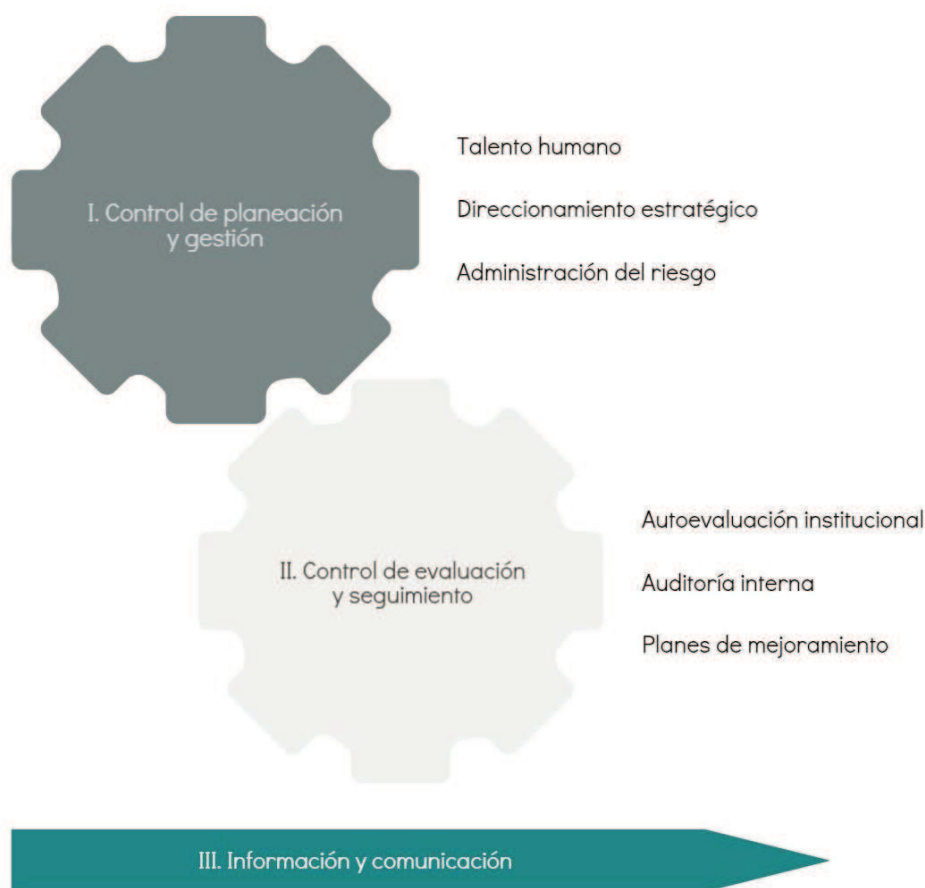 I. Control de planeación
y gestión
Talento humano
Direccionamiento estratégico
Administración del riesgo
II. Control de evaluación
y seguimiento
Autoevaluación institucional
Auditoría interna
Planes de mejoramiento
III. Información y comunicación